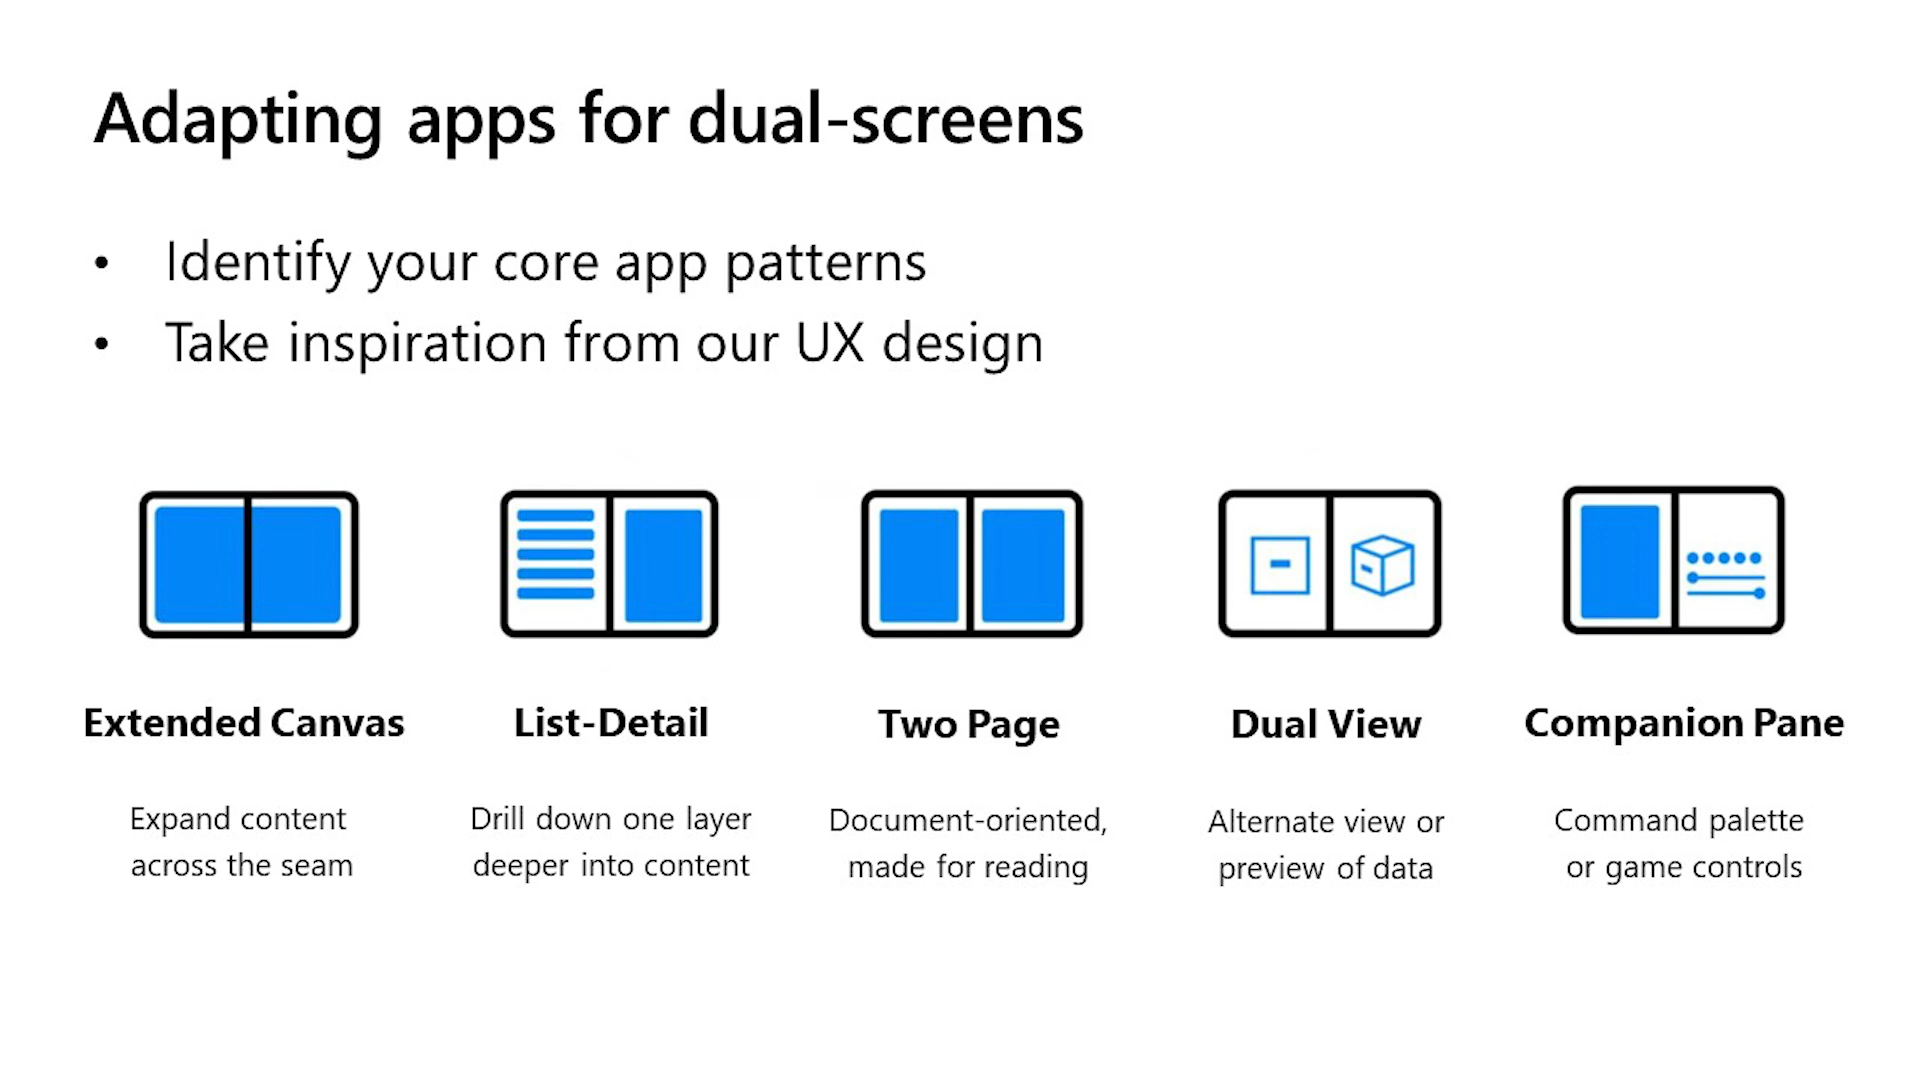 Adapting apps for dual-screens
• Identify your core app patterns
• Take inspiration from our UX design
Extended Canvas
Expand content
across the seam
List-Detail
Drill down one layer
deeper into content
Two Page
Document-oriented,
made for reading
Dual View
Alternate view or
preview of data
Companion Pane
Command palette
or game controls